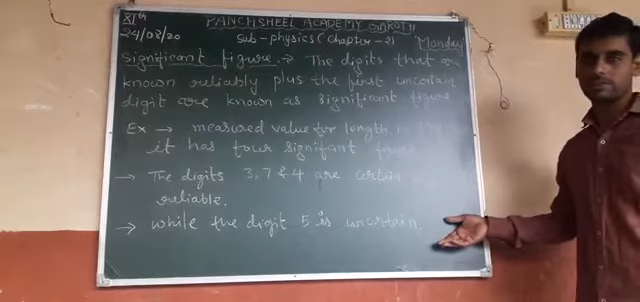 XIth PANCHSHEEL ACADEMY GAROTH
24/08/20 Sub-physics (chapter-2) Monday
Significant figure :→ The digits that
known reliably plus the first uncertain
digit are known as significant figure
Ex → measured value for length
it has four signifant
→ The digits 3, 7 & 4 are certain
reliable.
→ while the digit 5 is uncertain.